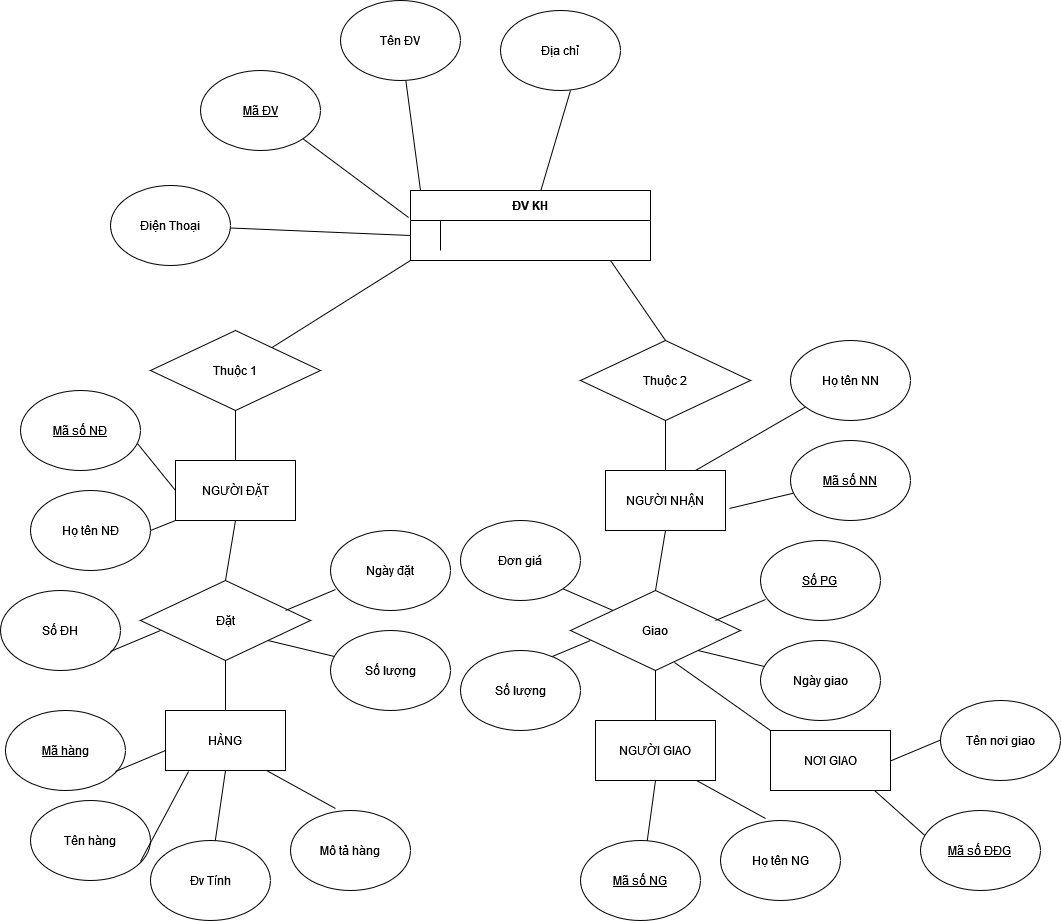 Tên ĐV
Địa chỉ
Mã ĐV
ĐV KH
Điện Thoại
Thuộc 1
Thuộc 2
Họ tên NN
Mã số NĐ
Mã số NN
NGƯỜI ĐẶT
NGƯỜI NHẬN
Họ tên NĐ
Đơn giá
Ngày đặt
Số PG
Số ĐH
Đặt
Giao
Số lượng
Số lượng
Ngày giao
HÀNG
Mã hàng
NGƯỜI GIAO
NƠI GIAO
Tên nơi giao
Tên hàng
Mô tả hàng
Đv Tính
Họ tên NG
Mã số NG
Mã số ĐĐG